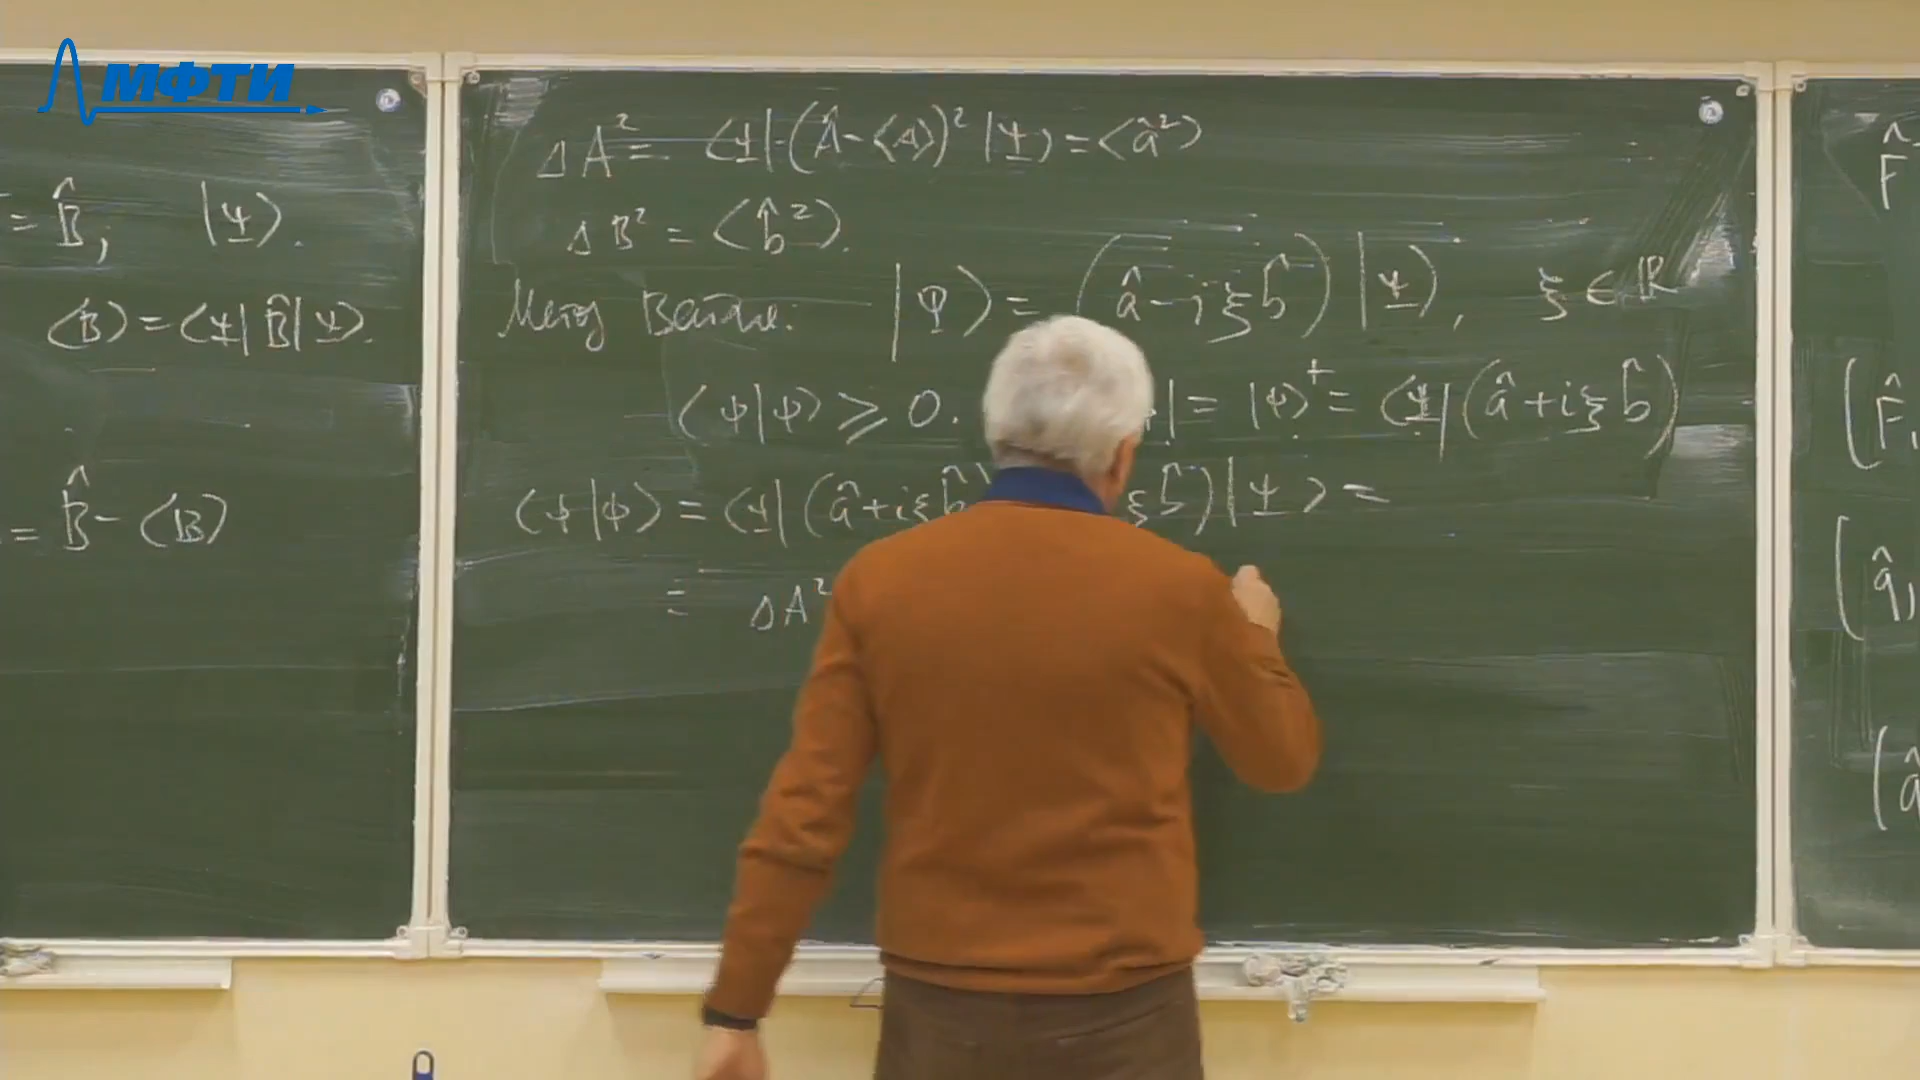 МФТИ
= B̂; |Ψ⟩.
⟨B⟩ = ⟨Ψ|B̂|Ψ⟩.
= B̂ - ⟨B⟩
ΔA² = ⟨Ψ|(Â-⟨A⟩)²|Ψ⟩ = ⟨â²⟩
ΔB² = ⟨b̂²⟩.
Метод Вейля: |φ⟩ = (â - iξb̂)|Ψ⟩, ξ ∈ ℝ
⟨φ|φ⟩ ⩾ 0. | = |φ⟩⁺ = ⟨Ψ|(â + iξb̂)
⟨φ|φ⟩ = ⟨Ψ|(â + iξb̂) ξb̂)|Ψ⟩ =
= ΔA²
F̂
(F̂,
(q̂,
(â